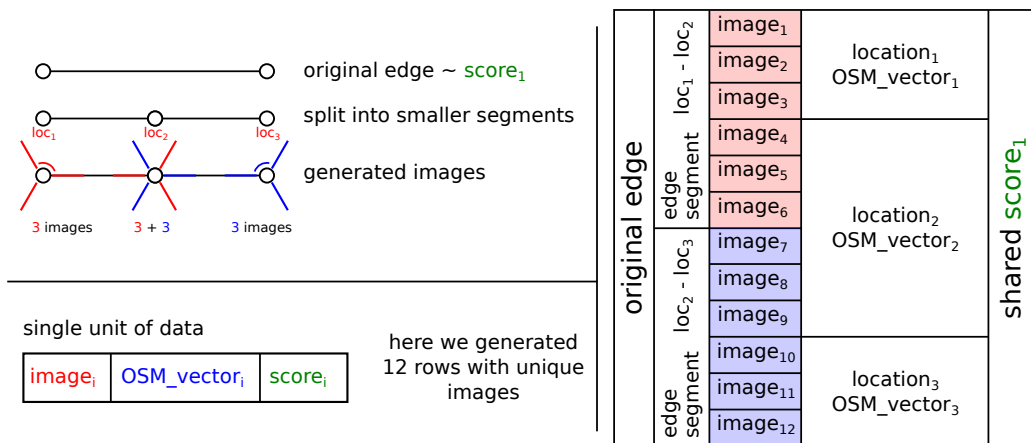 original edge ~ score₁
split into smaller segments
loc₁
loc₂
loc₃
generated images
3 images
3 + 3
3 images
single unit of data
image_i
OSM_vector_i
score_i
here we generated
12 rows with unique
images
original edge
loc₁ - loc₂
edge
segment
loc₂ - loc₃
edge
segment
image₁
image₂
image₃
image₄
image₅
image₆
image₇
image₈
image₉
image₁₀
image₁₁
image₁₂
location₁
OSM_vector₁
location₂
OSM_vector₂
location₃
OSM_vector₃
shared score₁